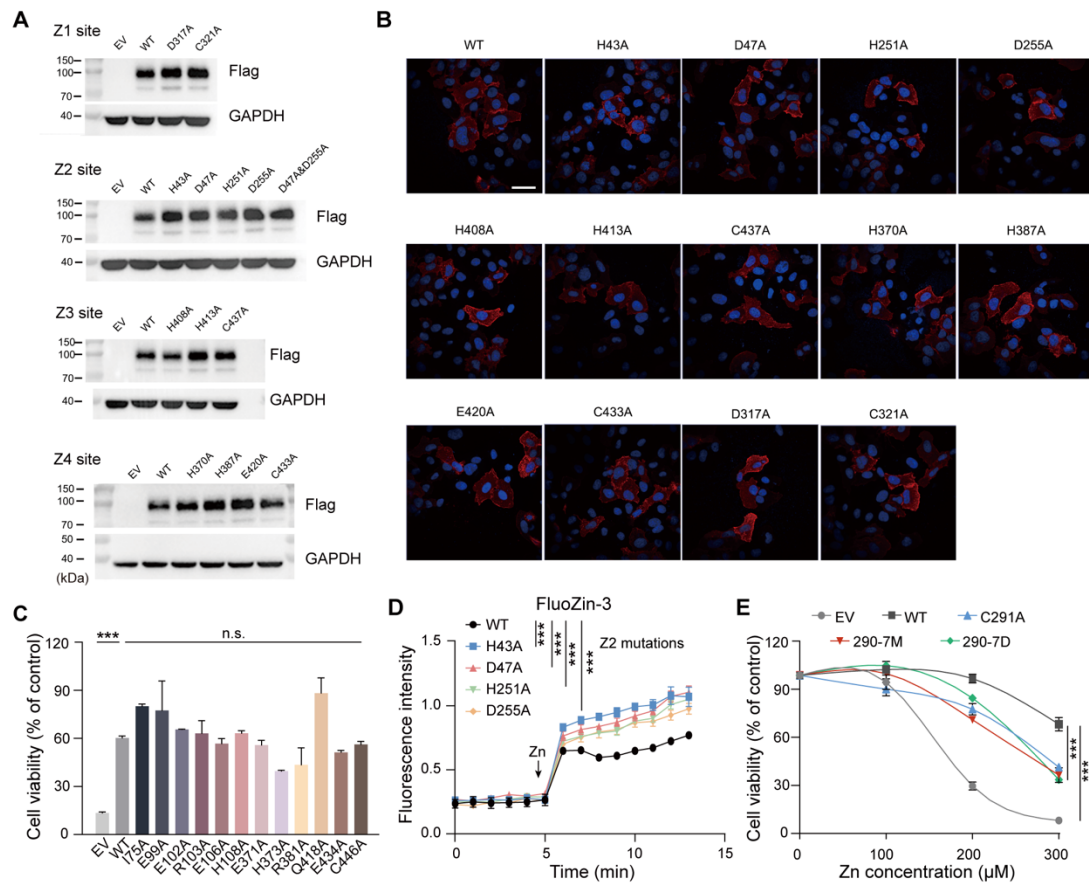 A
Z1 site
EV WT D317A C321A
150
100
70
40
Flag
GAPDH
Z2 site
EV WT H43A D47A H251A D255A D47A&D255A
150
100
70
40
Flag
GAPDH
Z3 site
EV WT H408A H413A C437A
150
100
70
40
Flag
GAPDH
Z4 site
EV WT H370A H387A E420A C433A
150
100
70
50
40
(kDa)
Flag
GAPDH
B
WT H43A D47A H251A D255A
H408A H413A C437A H370A H387A
E420A C433A D317A C321A
C
Cell viability (% of control)
120
90
60
30
0
*** n.s.
EV WT I75A E99A E102A R103A E106A H108A E371A H373A R381A Q418A E434A C446A
D
FluoZin-3
Fluorescence intensity
1.5
1.0
0.5
0.0
WT
H43A
D47A
H251A
D255A
*** *** *** ***
Z2 mutations
Zn
0 5 10 15
Time (min)
E
EV WT C291A
290-7M 290-7D
Cell viability (% of control)
120
90
60
30
0
*** ***
0 100 200 300
Zn concentration (µM)